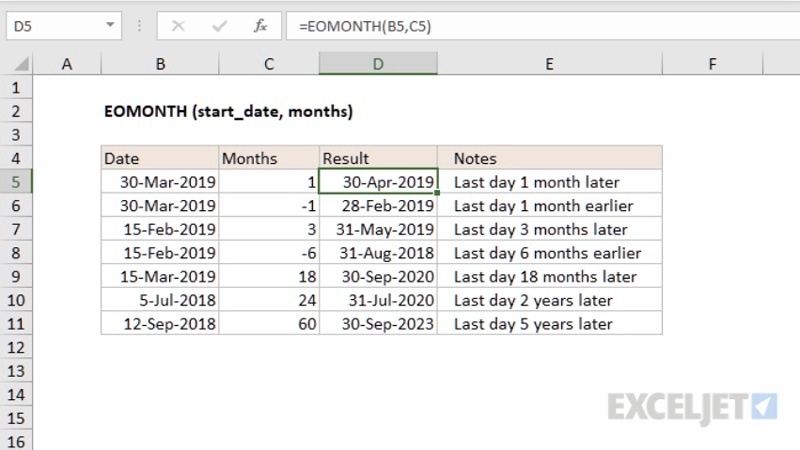 D5 fx =EOMONTH(B5,C5)
A B C D E F
1
2 EOMONTH (start_date, months)
3
4 Date Months Result Notes
5 30-Mar-2019 1 30-Apr-2019 Last day 1 month later
6 30-Mar-2019 -1 28-Feb-2019 Last day 1 month earlier
7 15-Feb-2019 3 31-May-2019 Last day 3 months later
8 15-Feb-2019 -6 31-Aug-2018 Last day 6 months earlier
9 15-Mar-2019 18 30-Sep-2020 Last day 18 months later
10 5-Jul-2018 24 31-Jul-2020 Last day 2 years later
11 12-Sep-2018 60 30-Sep-2023 Last day 5 years later
12
13
14
EXCELJET
15
16